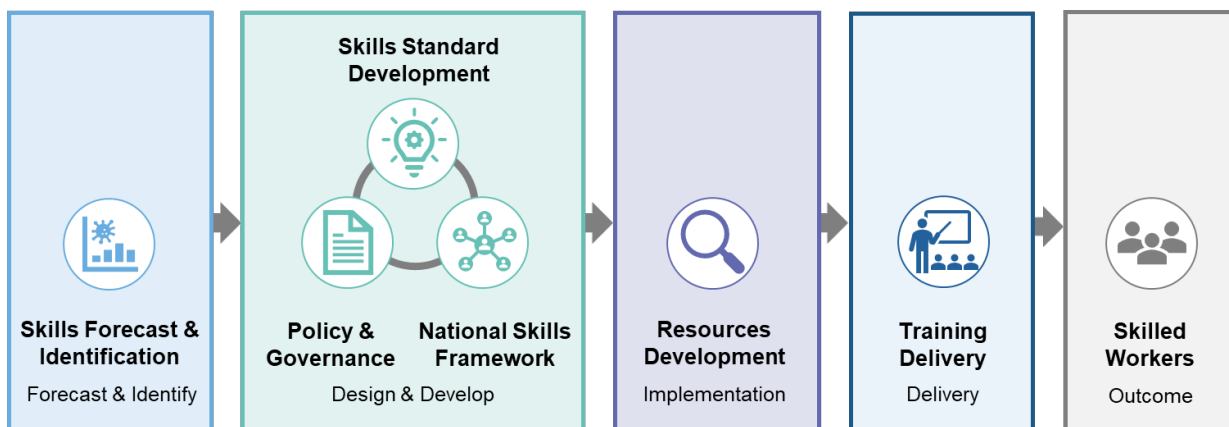 Skills Forecast &
Identification
Forecast & Identify
Skills Standard
Development
Policy &
Governance
National Skills
Framework
Design & Develop
Resources
Development
Implementation
Training
Delivery
Delivery
Skilled
Workers
Outcome